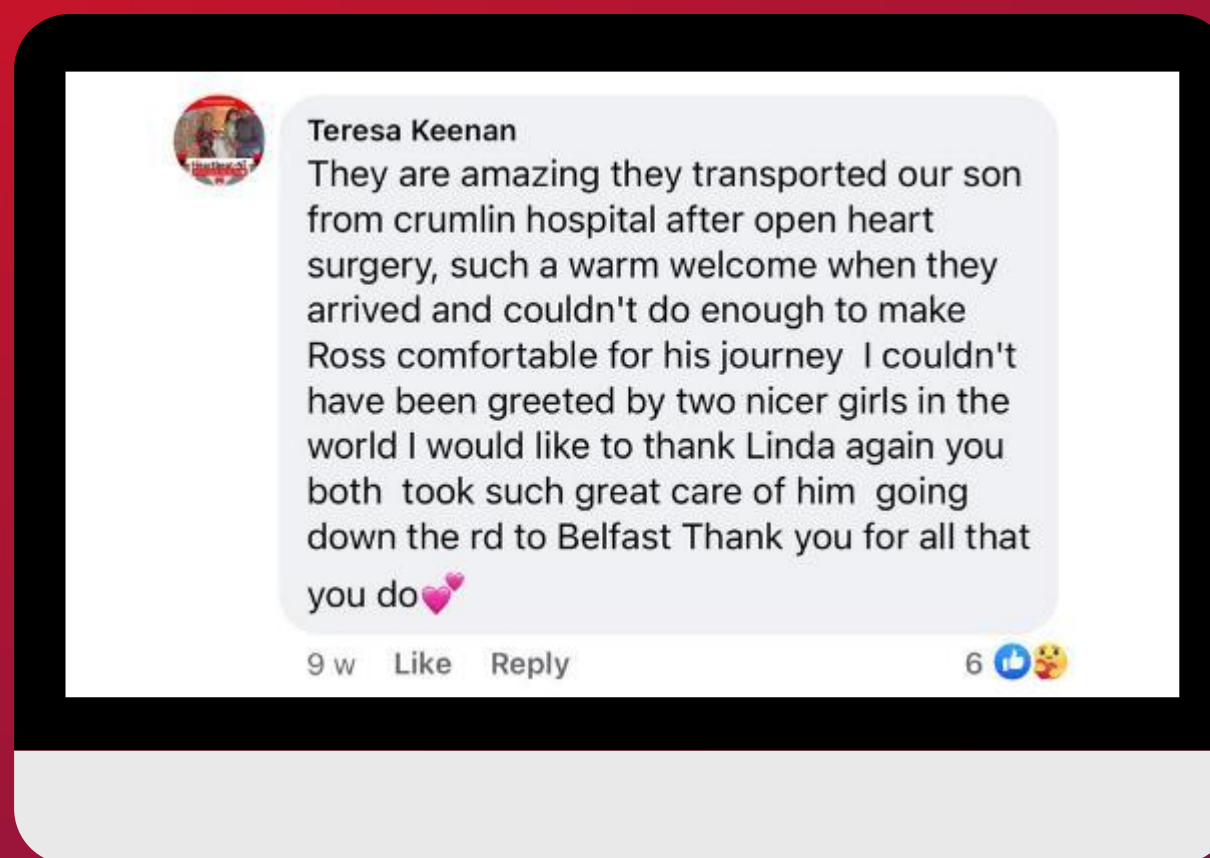 Teresa Keenan
They are amazing they transported our son
from crumlin hospital after open heart
surgery, such a warm welcome when they
arrived and couldn't do enough to make
Ross comfortable for his journey  I couldn't
have been greeted by two nicer girls in the
world I would like to thank Linda again you
both  took such great care of him  going
down the rd to Belfast Thank you for all that
you do💕
9 w Like Reply 6